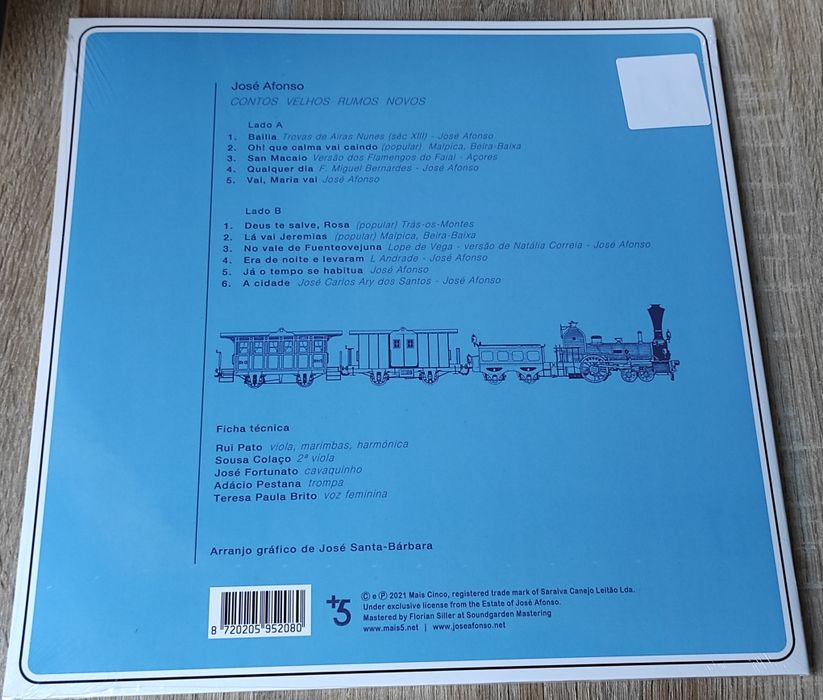 José Afonso
CONTOS VELHOS RUMOS NOVOS
Lado A
1. Bailia Trovas de Airas Nunes (séc XIII) - José Afonso
2. Oh! que calma vai caindo (popular) Malpica, Beira-Baixa
3. San Macaio Versão dos Flamengos do Faial - Açores
4. Qualquer dia F. Miguel Bernardes - José Afonso
5. Vai, Maria vai José Afonso
Lado B
1. Deus te salve, Rosa (popular) Trás-os-Montes
2. Lá vai Jeremias (popular) Malpica, Beira-Baixa
3. No vale de Fuenteovejuna Lope de Vega - versão de Natália Correia - José Afonso
4. Era de noite e levaram L Andrade - José Afonso
5. Já o tempo se habitua José Afonso
6. A cidade José Carlos Ary dos Santos - José Afonso
Ficha técnica
Rui Pato viola, marimbas, harmónica
Sousa Colaço 2ª viola
José Fortunato cavaquinho
Adácio Pestana trompa
Teresa Paula Brito voz feminina
Arranjo gráfico de José Santa-Bárbara
8 720205 952080
+5
© e ℗ 2021 Mais Cinco, registered trade mark of Saraiva Canejo Leitão Lda.
Under exclusive license from the Estate of José Afonso.
Mastered by Florian Siller at Soundgarden Mastering
www.mais5.net | www.joseafonso.net